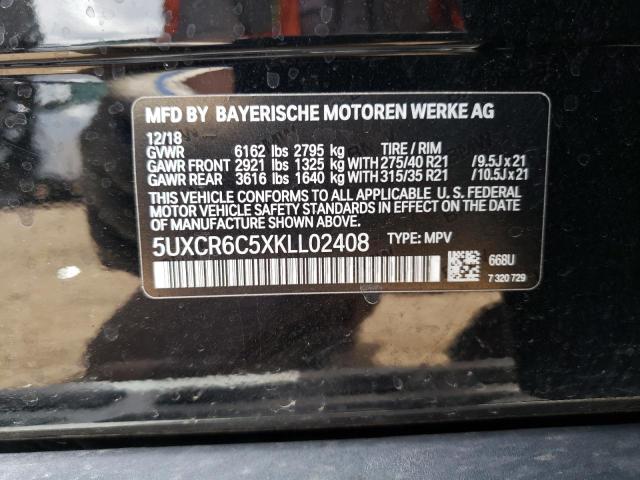 MFD BY BAYERISCHE MOTOREN WERKE AG
12/18
GVWR 6162 lbs 2795 kg TIRE / RIM
GAWR FRONT 2921 lbs 1325 kg WITH 275/40 R21 / 9.5J x 21
GAWR REAR 3616 lbs 1640 kg WITH 315/35 R21 / 10.5J x 21
THIS VEHICLE CONFORMS TO ALL APPLICABLE U. S. FEDERAL
MOTOR VEHICLE SAFETY STANDARDS IN EFFECT ON THE DATE
OF MANUFACTURE SHOWN ABOVE.
5UXCR6C5XKLL02408 TYPE: MPV
668U
7 320 729